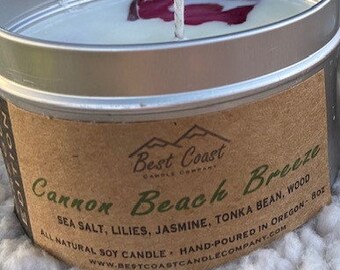 Best Coast
CANDLE COMPANY
Cannon Beach Breeze
SEA SALT, LILIES, JASMINE, TONKA BEAN, WOOD
ALL NATURAL SOY CANDLE • HAND-POURED IN OREGON • 8OZ
WWW.BESTCOASTCANDLECOMPANY.COM